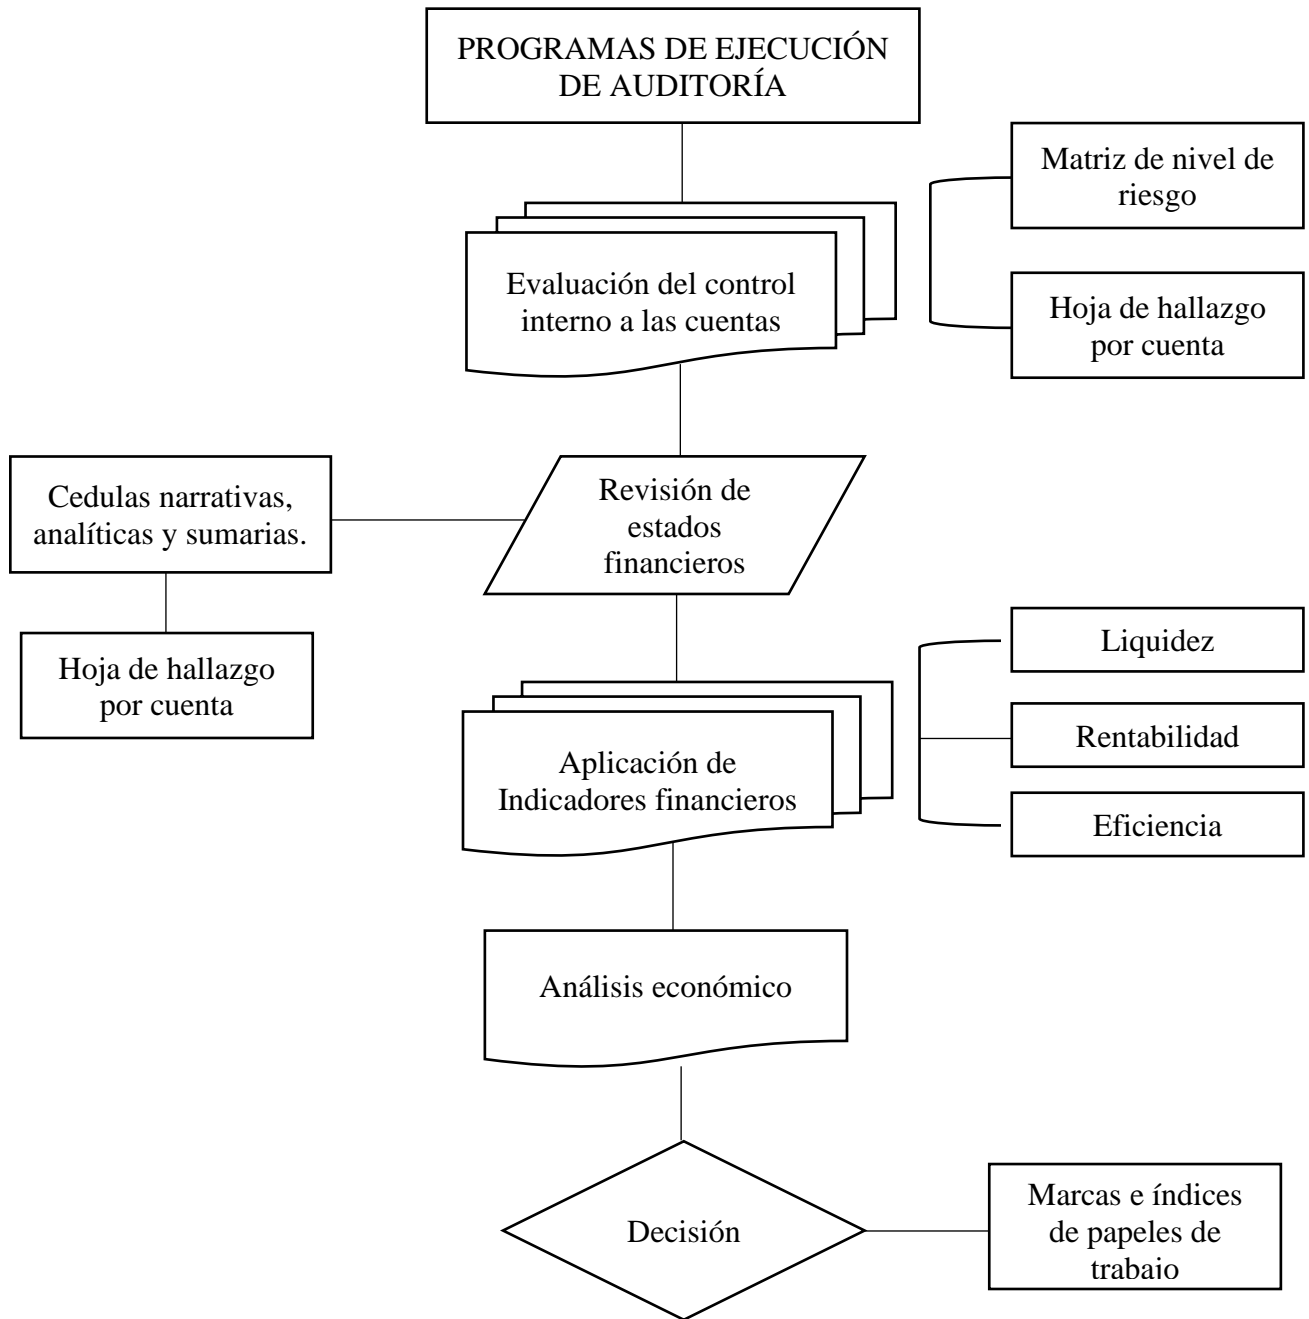 PROGRAMAS DE EJECUCIÓN
DE AUDITORÍA
Matriz de nivel de
riesgo
Evaluación del control
interno a las cuentas
Hoja de hallazgo
por cuenta
Cedulas narrativas,
analíticas y sumarias.
Revisión de
estados
financieros
Hoja de hallazgo
por cuenta
Liquidez
Rentabilidad
Aplicación de
Indicadores financieros
Eficiencia
Análisis económico
Decisión
Marcas e índices
de papeles de
trabajo